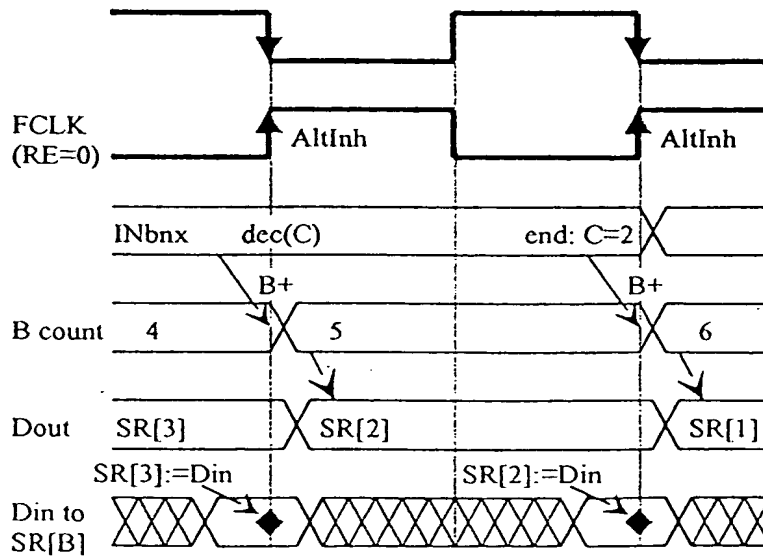 FCLK
(RE=0)
AltInh
AltInh
INbnx dec(C) end: C=2
B+ B+
B count 4 5 6
Dout SR[3] SR[2] SR[1]
SR[3]:=Din SR[2]:=Din
Din to
SR[B]